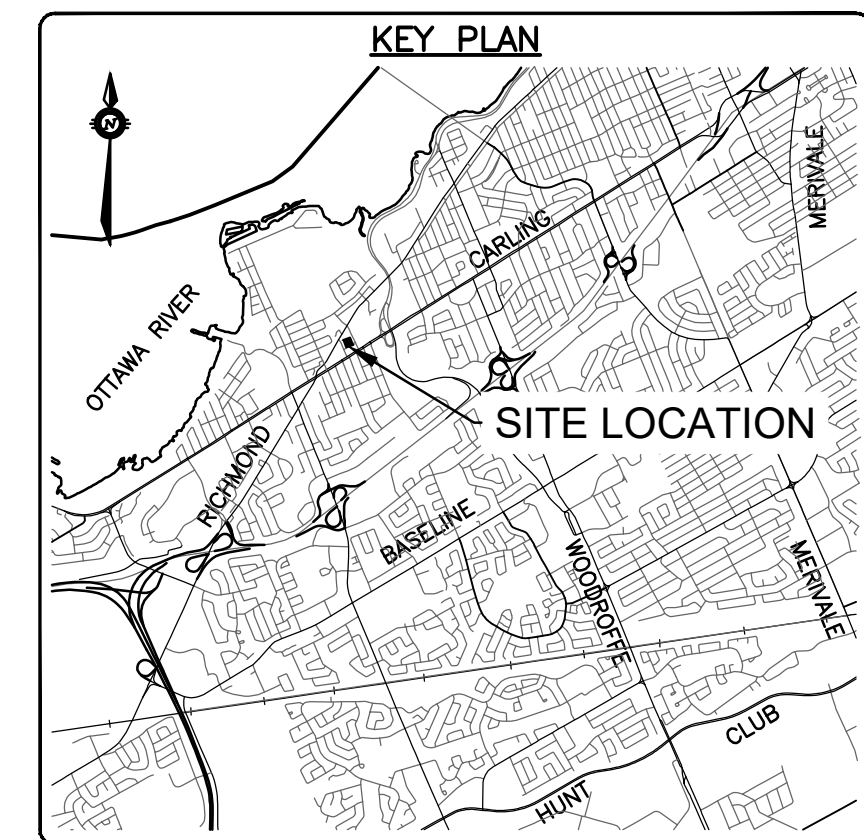 KEY PLAN
N
MERIVALE
CARLING
OTTAWA RIVER
SITE LOCATION
RICHMOND
BASELINE
WOODROFFE
MERIVALE
HUNT CLUB